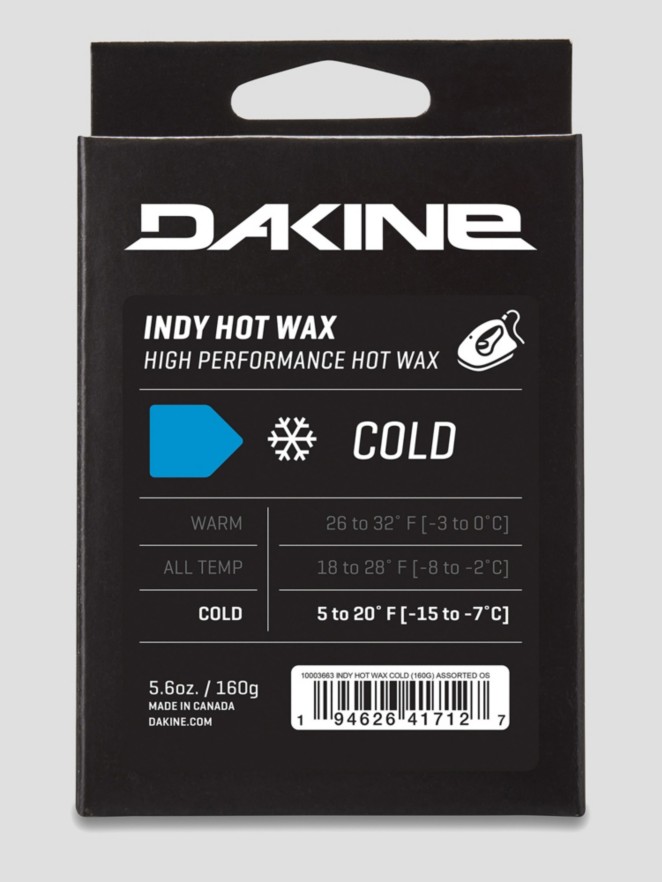 DAKINE
INDY HOT WAX
HIGH PERFORMANCE HOT WAX
COLD
WARM 26 to 32° F [-3 to 0°C]
ALL TEMP 18 to 28° F [-8 to -2°C]
COLD 5 to 20° F [-15 to -7°C]
5.6oz. / 160g
MADE IN CANADA
DAKINE.COM
10003663 INDY HOT WAX COLD (160G) ASSORTED OS
1 94626 41712 7